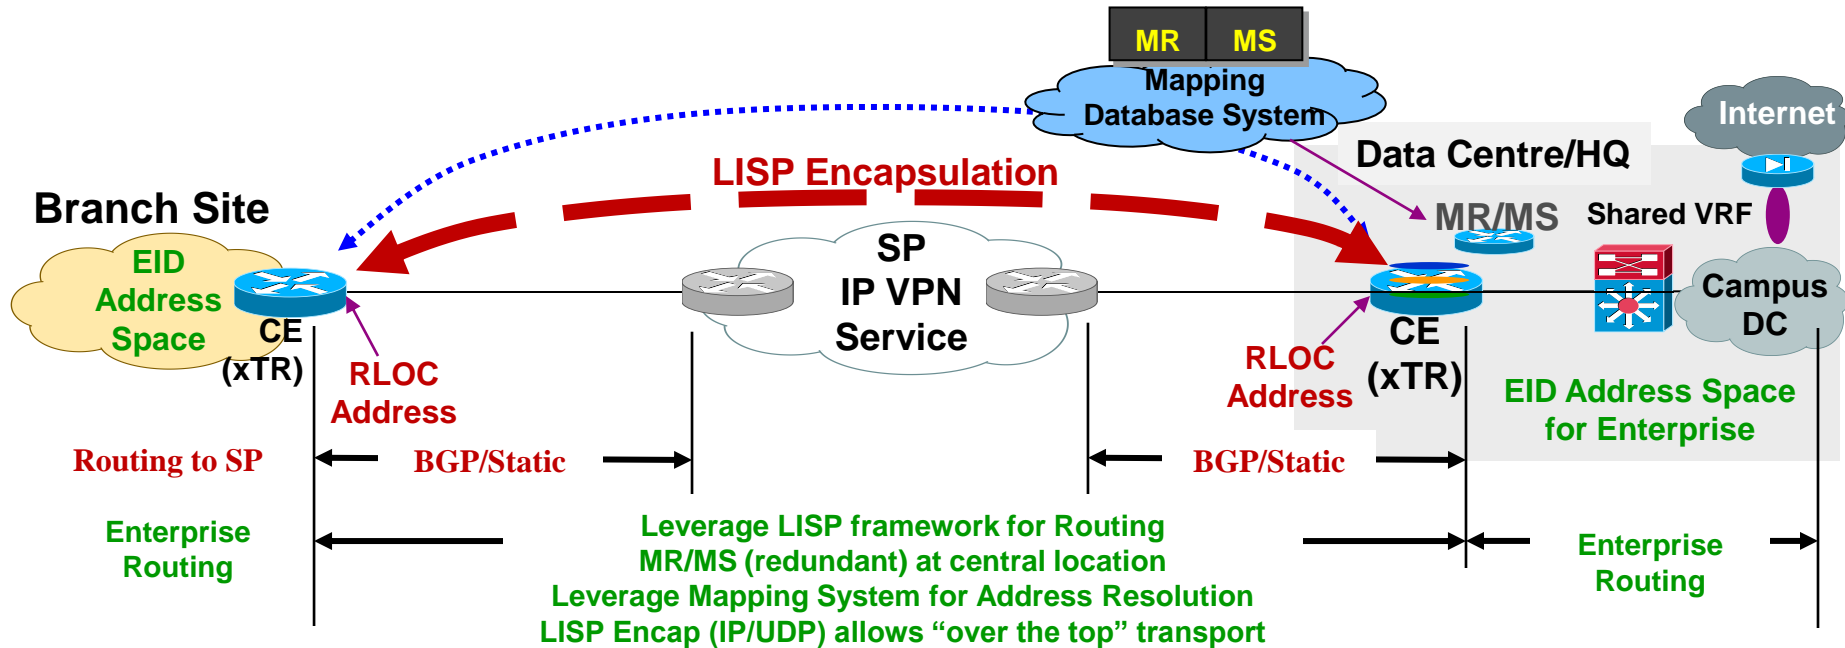 MR MS
Mapping
Database System
Internet
Data Centre/HQ
LISP Encapsulation
Branch Site
MR/MS
Shared VRF
EID
Address
Space
CE
(xTR)
RLOC
Address
SP
IP VPN
Service
RLOC
Address
CE
(xTR)
Campus
DC
EID Address Space
for Enterprise
Routing to SP
BGP/Static
BGP/Static
Enterprise
Routing
Leverage LISP framework for Routing
MR/MS (redundant) at central location
Leverage Mapping System for Address Resolution
LISP Encap (IP/UDP) allows “over the top” transport
Enterprise
Routing